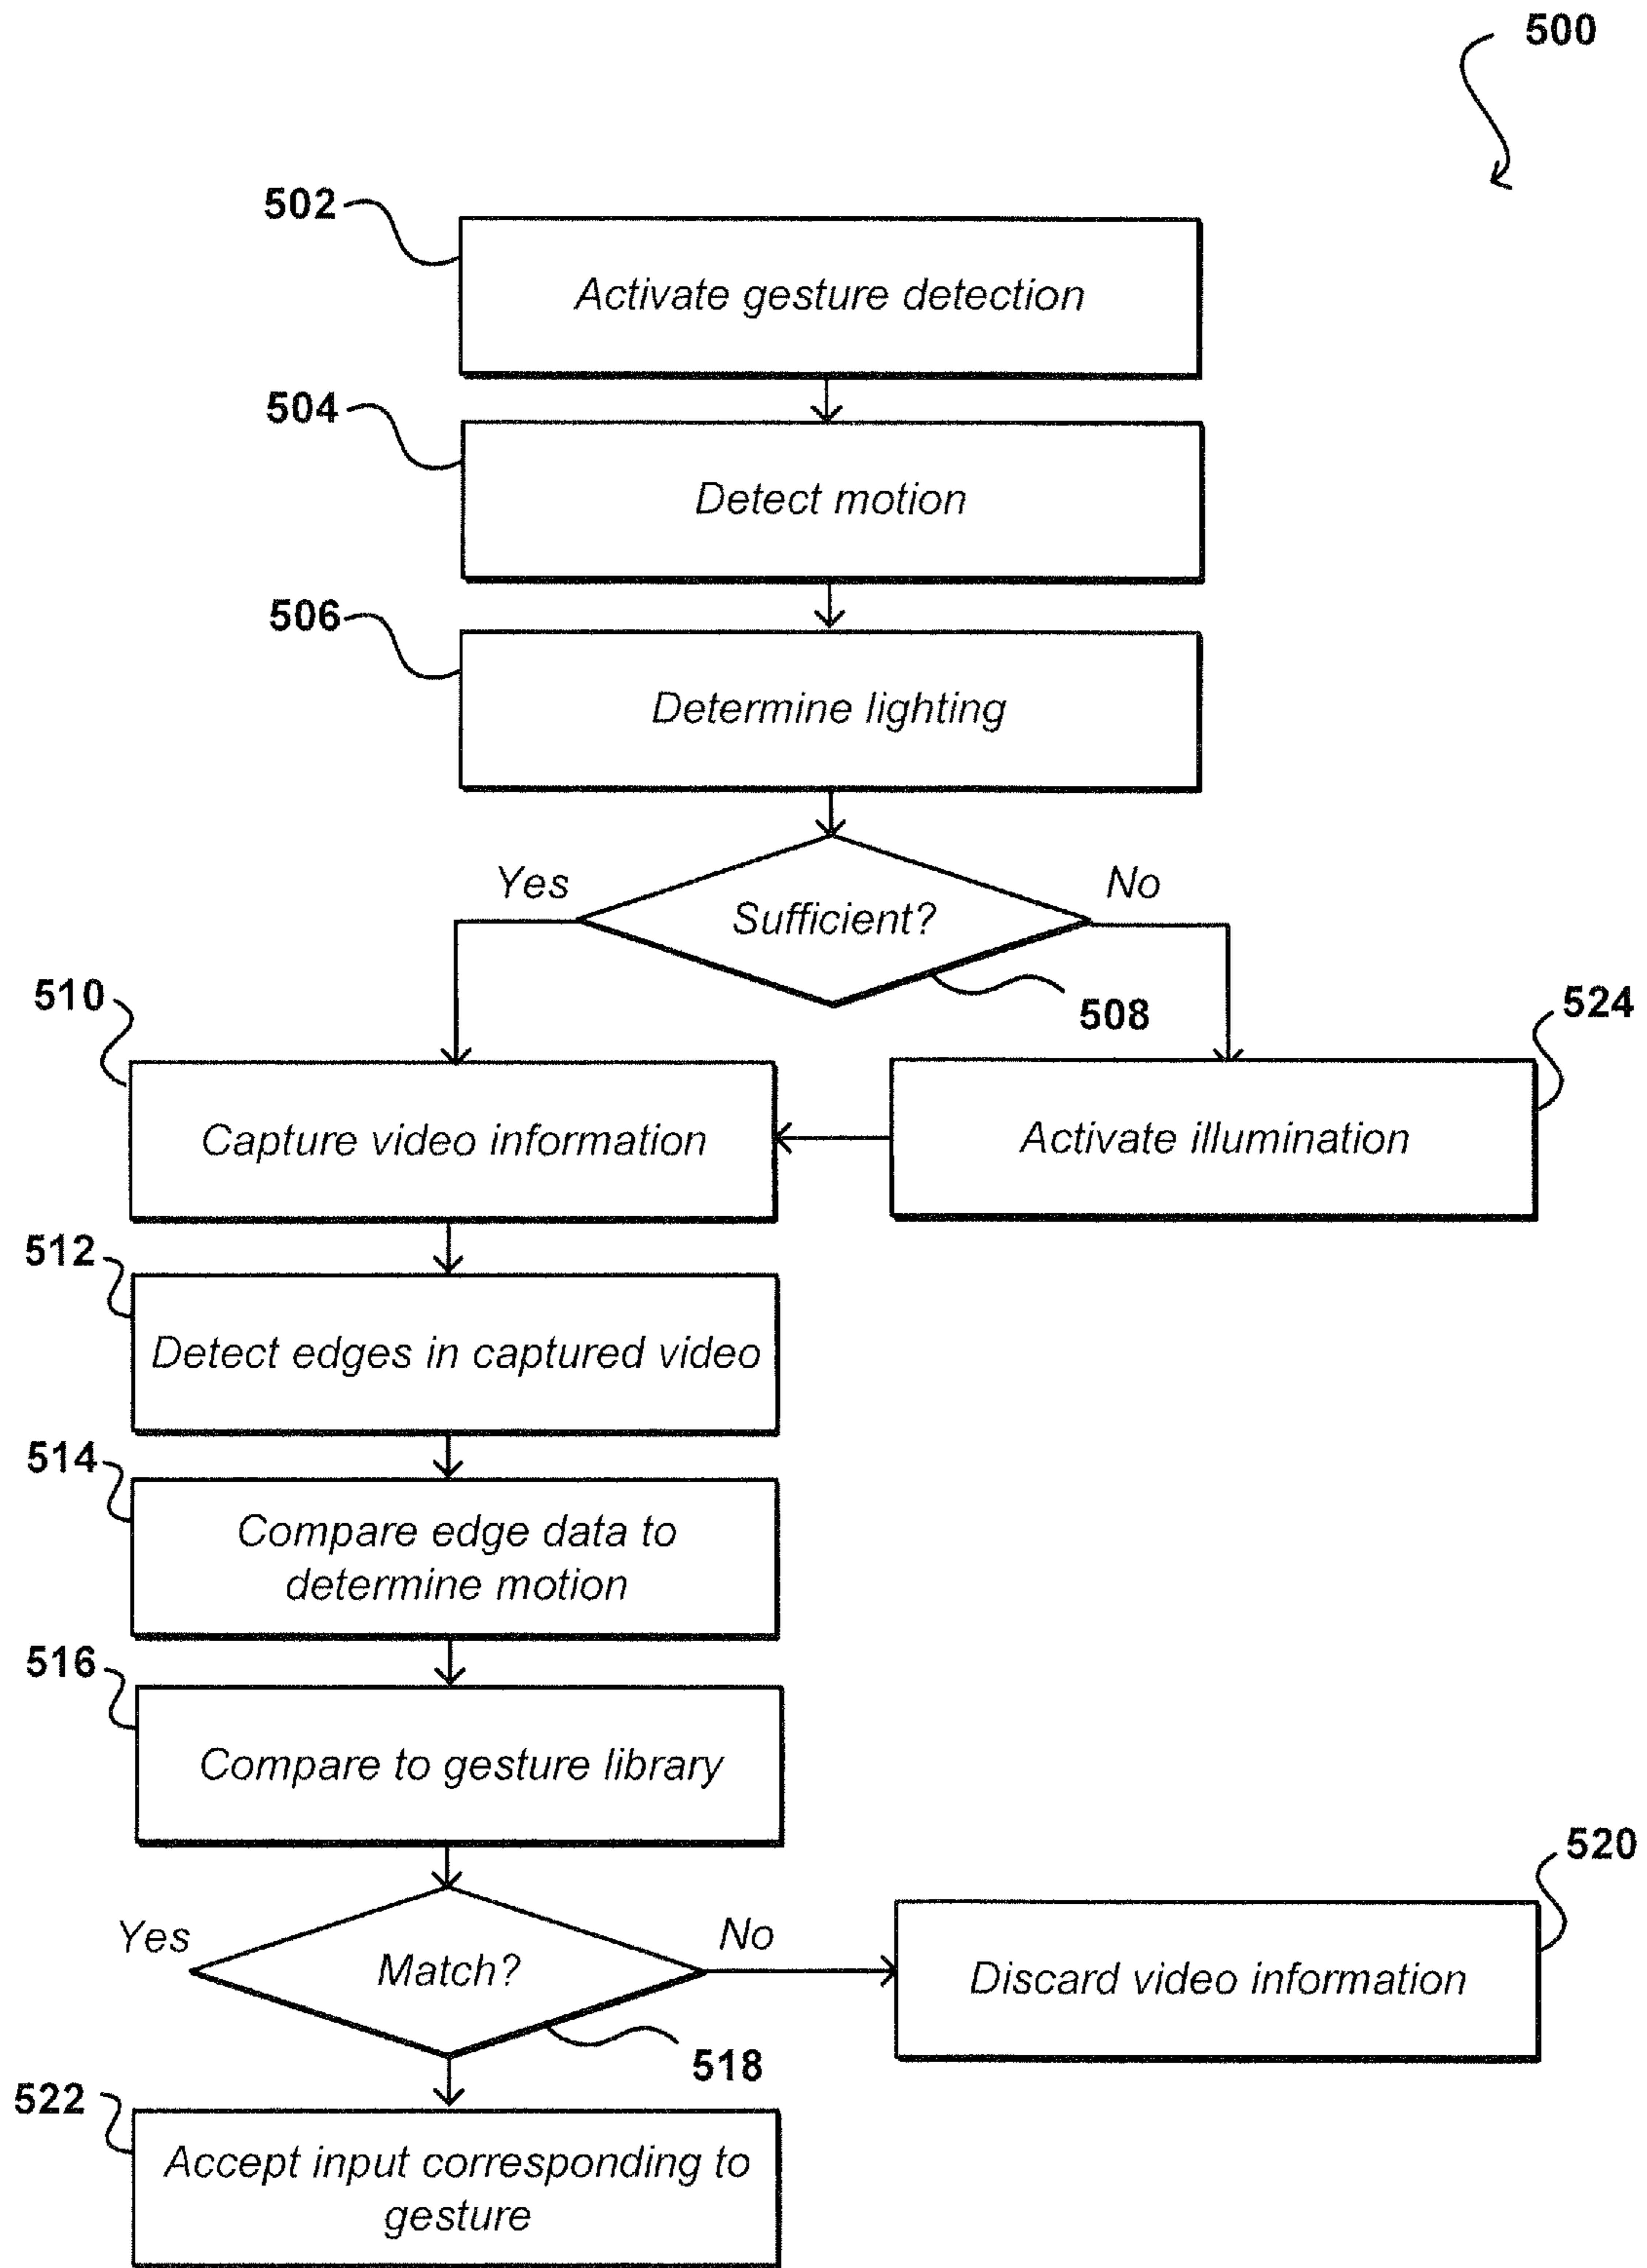 500
502
Activate gesture detection
504
Detect motion
506
Determine lighting
Yes
No
Sufficient?
508
510
524
Capture video information
Activate illumination
512
Detect edges in captured video
514
Compare edge data to
determine motion
516
Compare to gesture library
520
Yes
No
Match?
Discard video information
518
522
Accept input corresponding to
gesture